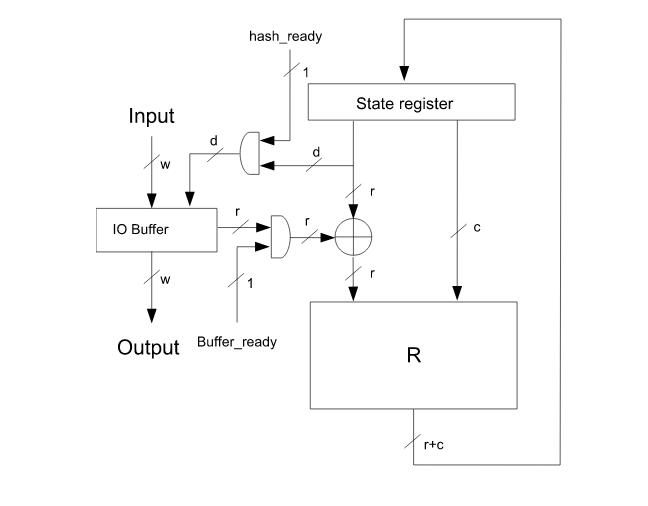 hash_ready
1
State register
Input
d
d
w
r
IO Buffer
r
r
c
w
1
r
Output
Buffer_ready
R
r+c